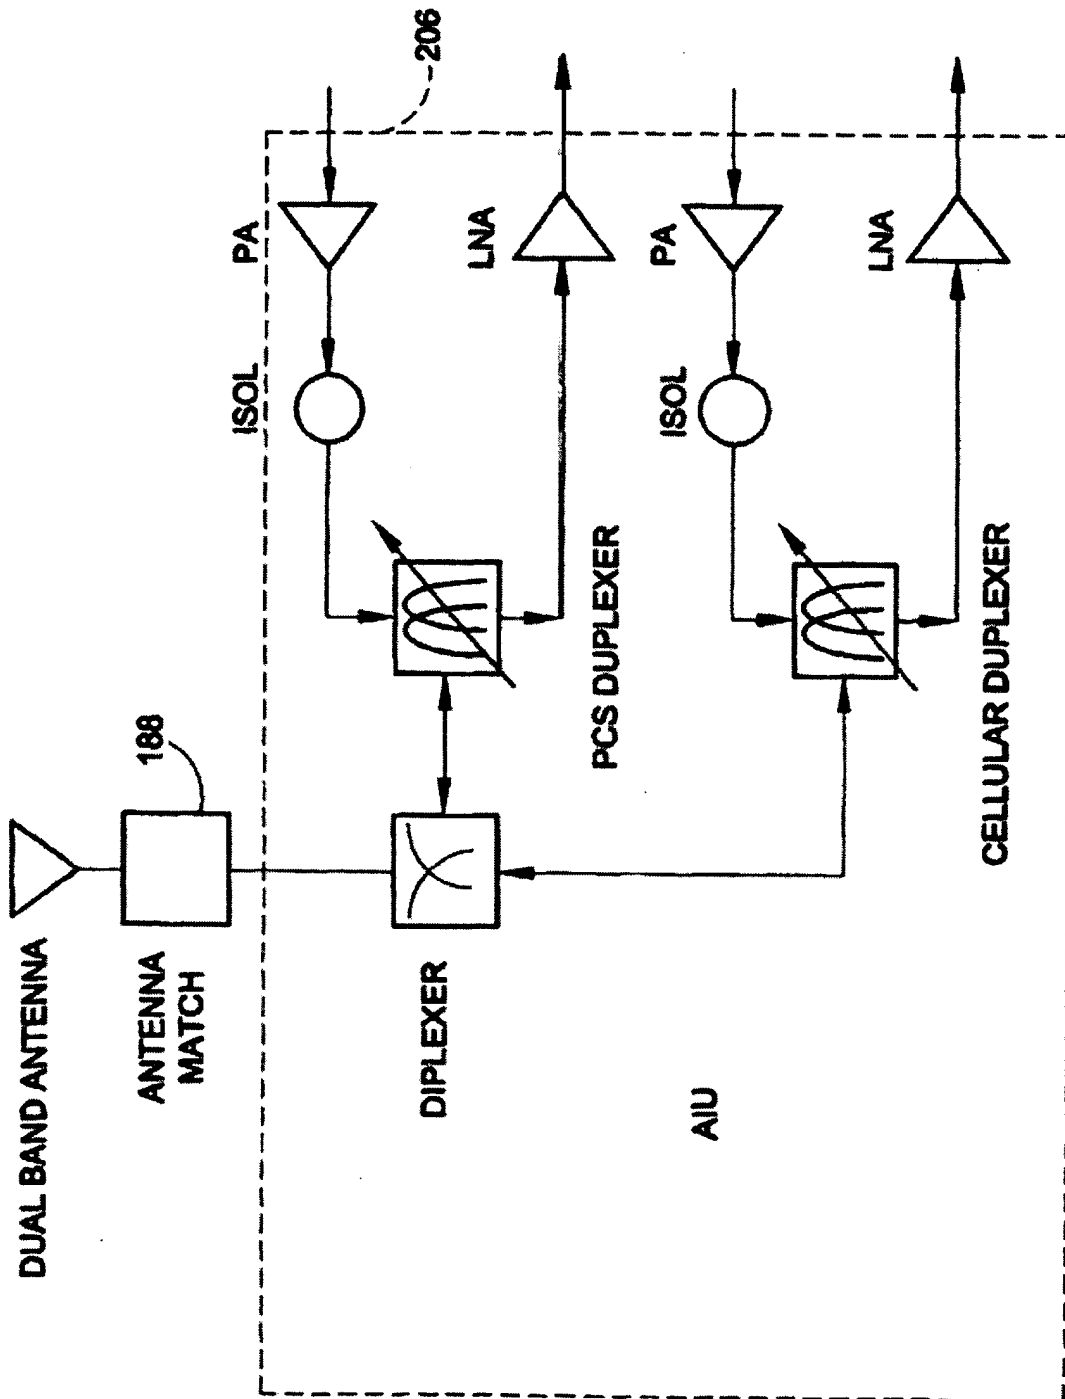 DUAL BAND ANTENNA
ANTENNA
MATCH
188
206
DIPLEXER
ISOL
PA
LNA
PCS DUPLEXER
AIU
ISOL
PA
LNA
CELLULAR DUPLEXER